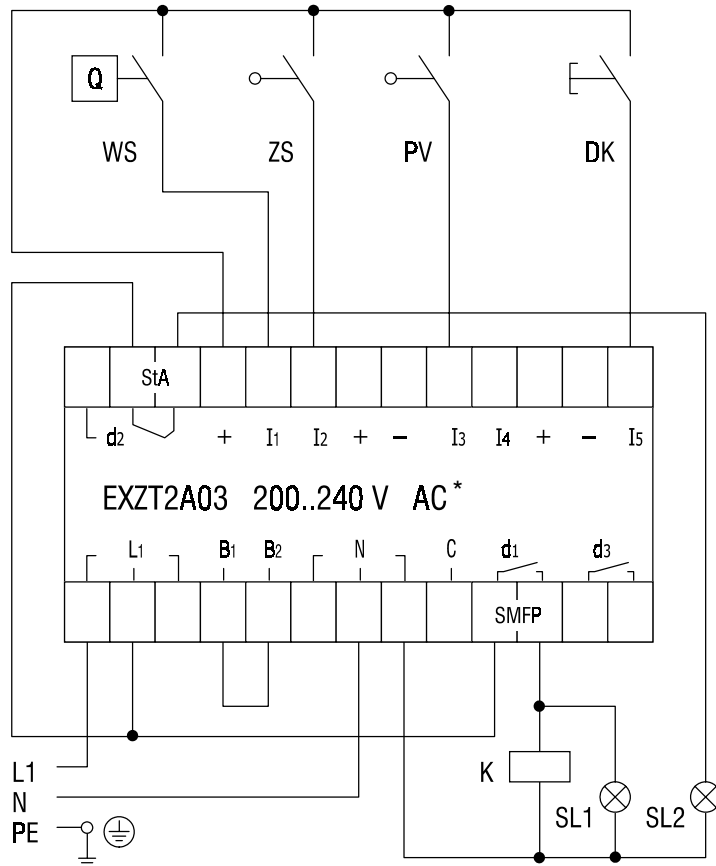 Q
WS ZS PV DK
StA
d2 + I1 I2 + – I3 I4 + – I5
EXZT2A03 200..240 V AC*
L1 B1 B2 N C d1 d3
SMFP
L1
N
PE
K
SL1 SL2